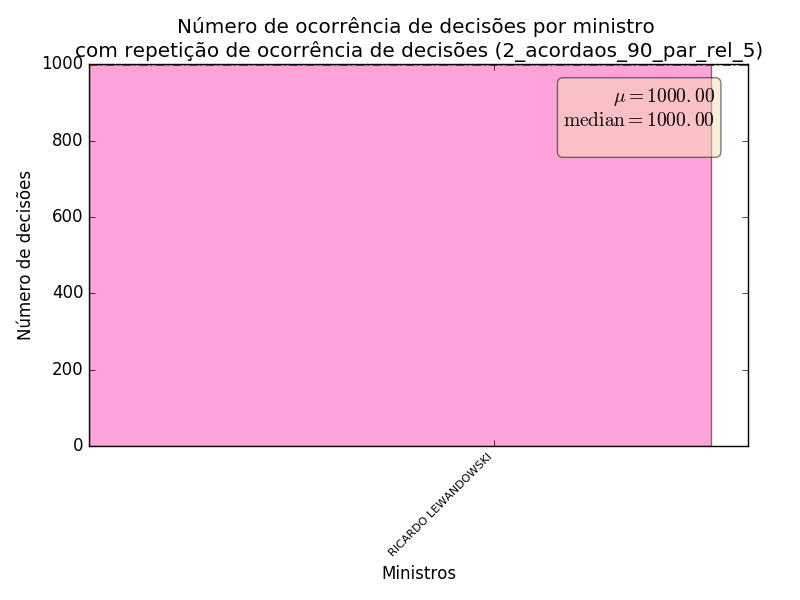 Número de ocorrência de decisões por ministro
com repetição de ocorrência de decisões (2_acordaos_90_par_rel_5)
1000
800
600
400
200
0
Número de decisões
μ = 1000.00
median = 1000.00
RICARDO LEWANDOWSKI
Ministros